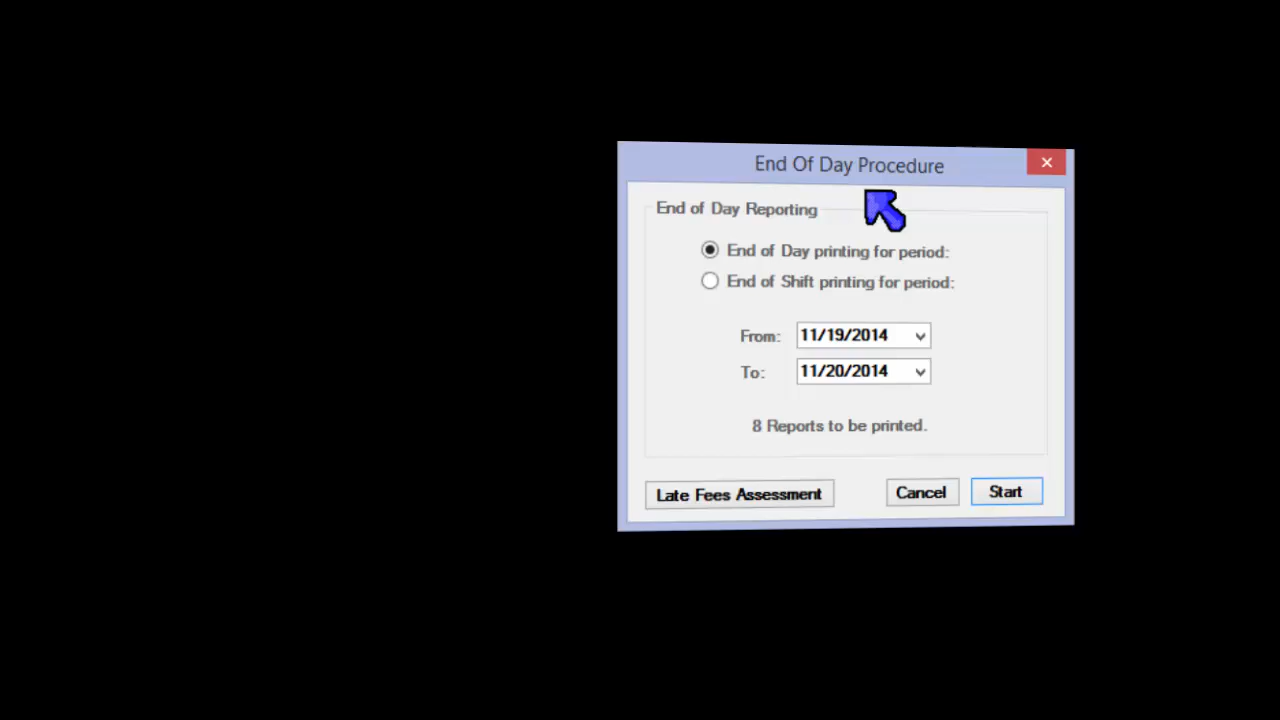 End Of Day Procedure
End of Day Reporting
End of Day printing for period:
End of Shift printing for period:
From: 11/19/2014
To: 11/20/2014
8 Reports to be printed.
Late Fees Assessment Cancel Start